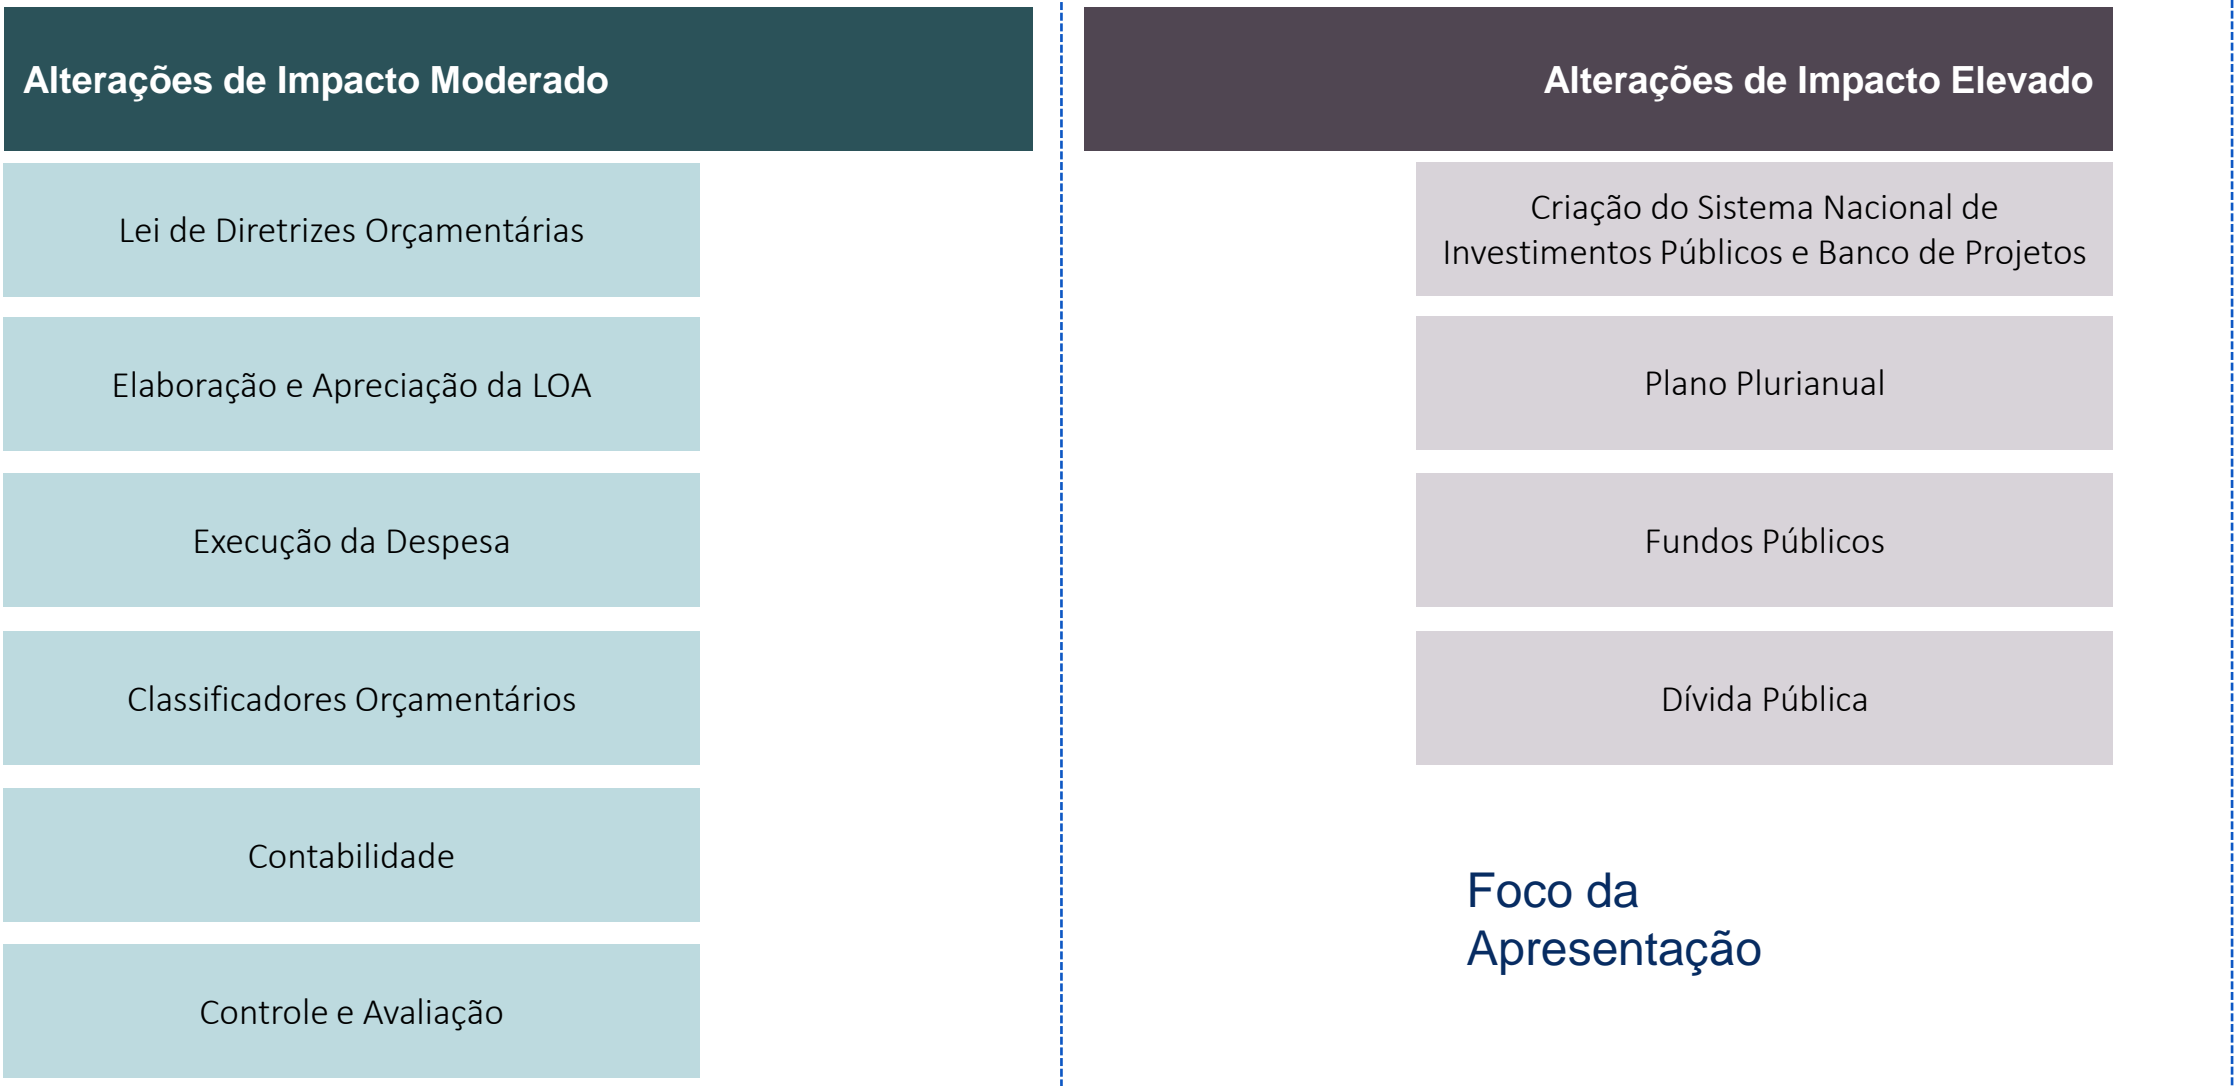 Alterações de Impacto Moderado
Lei de Diretrizes Orçamentárias
Elaboração e Apreciação da LOA
Execução da Despesa
Classificadores Orçamentários
Contabilidade
Controle e Avaliação
Alterações de Impacto Elevado
Criação do Sistema Nacional de
Investimentos Públicos e Banco de Projetos
Plano Plurianual
Fundos Públicos
Dívida Pública
Foco da
Apresentação